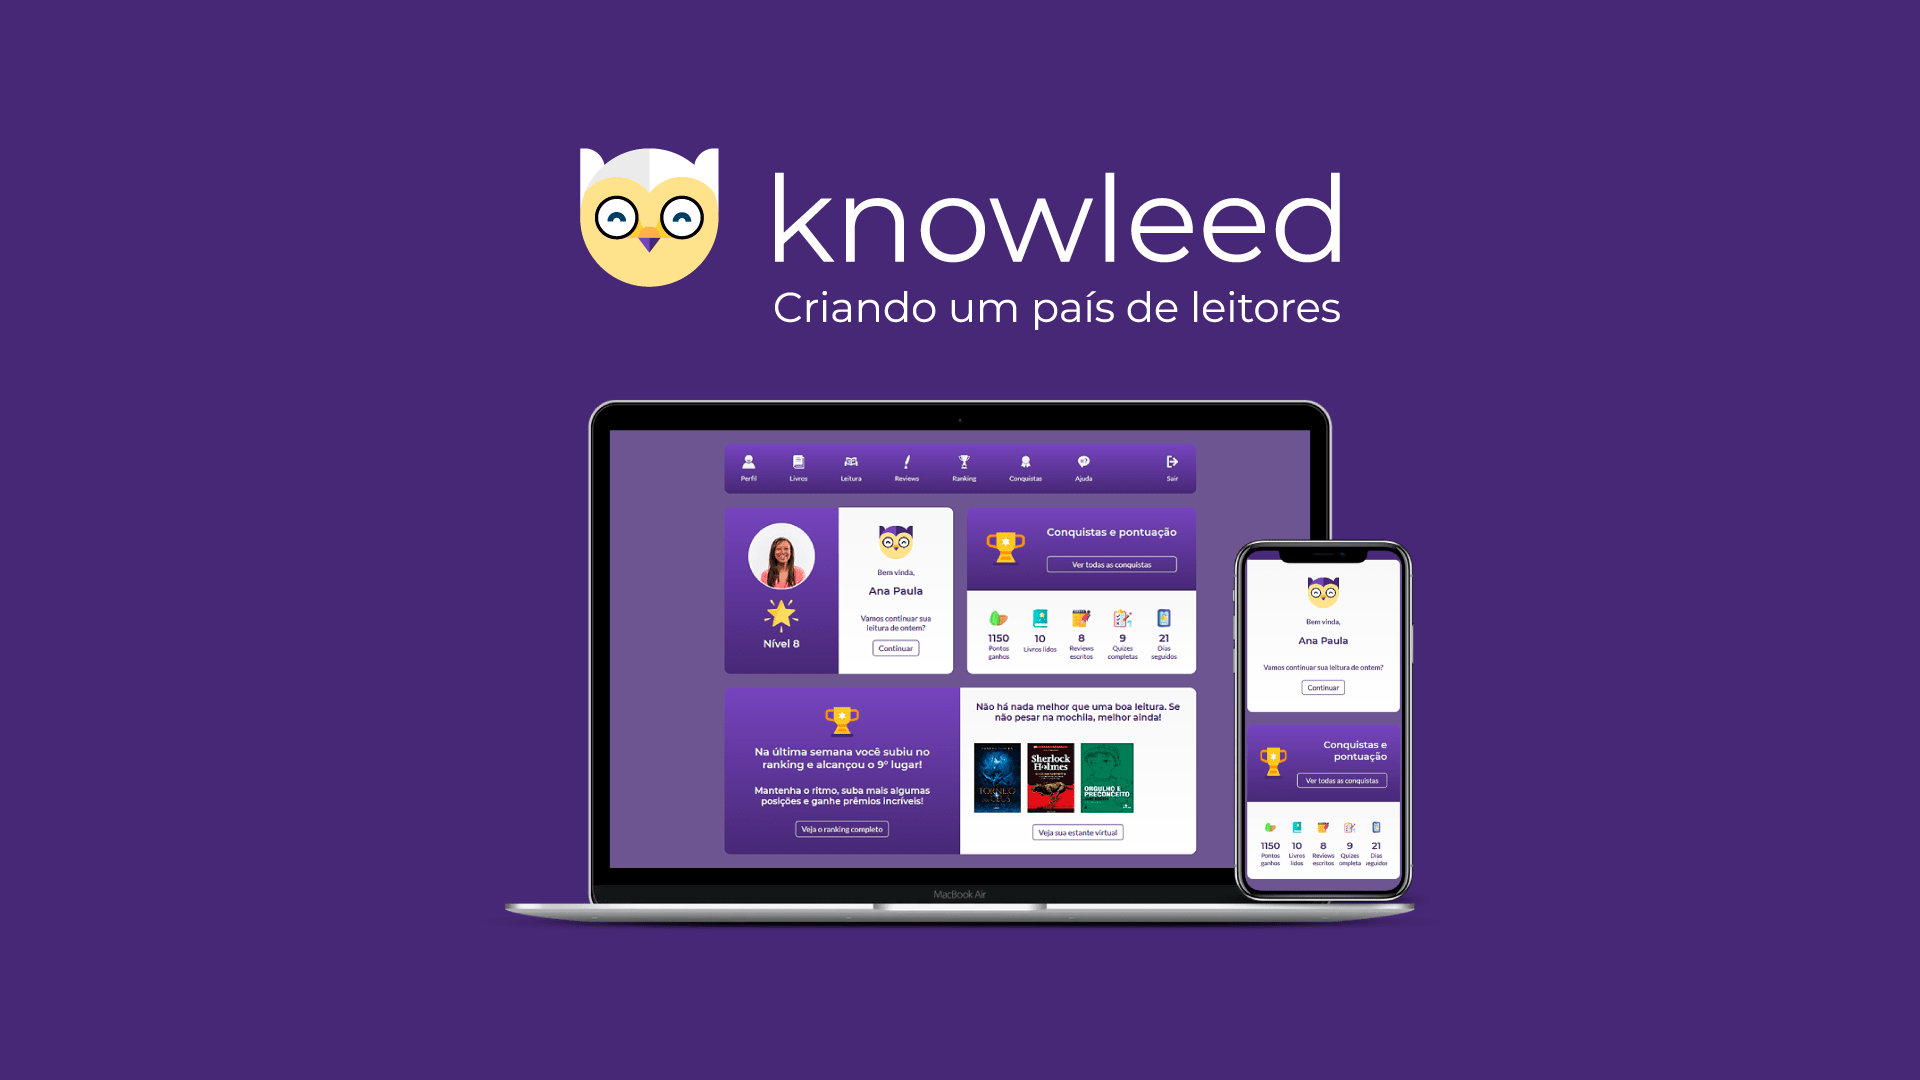 knowleed
Criando um país de leitores
Perfil
Livros
Leitura
Reviews
Ranking
Conquistas
Ajuda
Sair
Nível 8
Bem vinda,
Ana Paula
Vamos continuar sua
leitura de ontem?
Continuar
Conquistas e pontuação
Ver todas as conquistas
1150
Pontos
ganhos
10
Livros lidos
8
Reviews
escritos
9
Quizes
completas
21
Dias
seguidos
Na última semana você subiu no
ranking e alcançou o 9º lugar!
Mantenha o ritmo, suba mais algumas
posições e ganhe prêmios incríveis!
Veja o ranking completo
Não há nada melhor que uma boa leitura. Se
não pesar na mochila, melhor ainda!
Sherlock
Holmes
ORGULHO E
PRECONCEITO
Veja sua estante virtual
MacBook Air
Bem vinda,
Ana Paula
Vamos continuar sua leitura de ontem?
Continuar
Conquistas e
pontuação
Ver todas as conquistas
1150
Pontos
ganhos
10
Livros
lidos
8
Reviews
escritos
9
Quizes
ompleta
21
Dias
eguidos